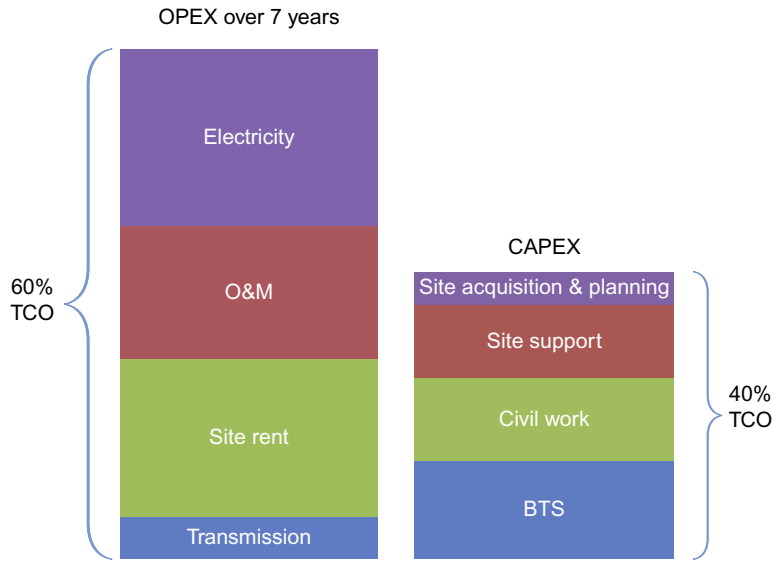 OPEX over 7 years
Electricity
O&M
Site rent
Transmission
60%
TCO
CAPEX
Site acquisition & planning
Site support
Civil work
BTS
40%
TCO